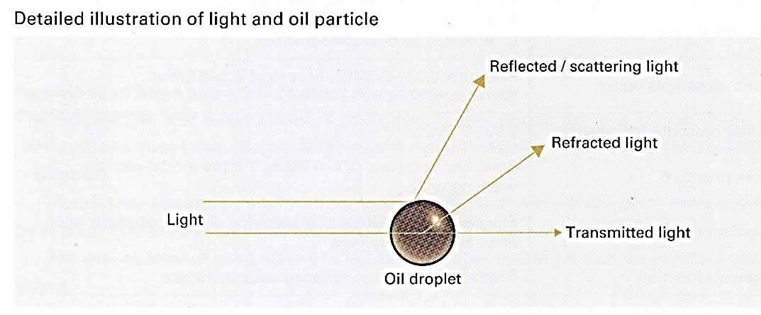 Detailed illustration of light and oil particle
Reflected / scattering light
Refracted light
Light
Transmitted light
Oil droplet